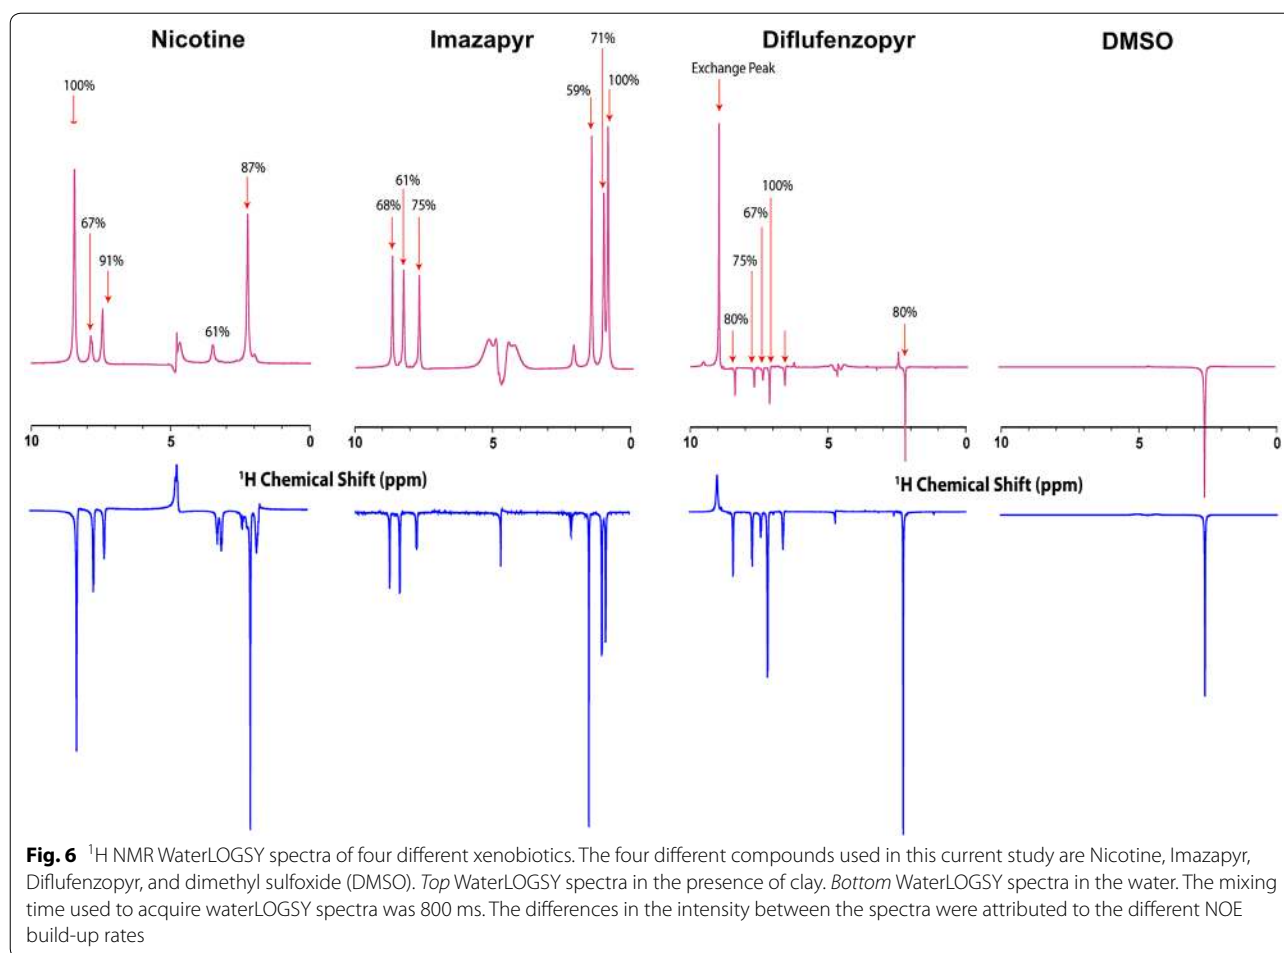 Nicotine
Imazapyr
Diflufenzopyr
DMSO
100%
67%
91%
61%
87%
68%
61%
75%
59%
71%
100%
Exchange Peak
80%
75%
67%
100%
80%
10 5 0
10 5 0
10 5 0
10 5 0
¹H Chemical Shift (ppm)
¹H Chemical Shift (ppm)
Fig. 6 ¹H NMR WaterLOGSY spectra of four different xenobiotics. The four different compounds used in this current study are Nicotine, Imazapyr,
Diflufenzopyr, and dimethyl sulfoxide (DMSO). Top WaterLOGSY spectra in the presence of clay. Bottom WaterLOGSY spectra in the water. The mixing
time used to acquire waterLOGSY spectra was 800 ms. The differences in the intensity between the spectra were attributed to the different NOE
build-up rates